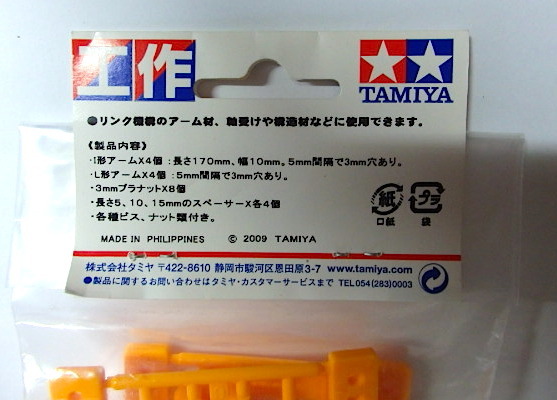 工作
TAMIYA
●リンク機構のアーム材、軸受けや構造材などに使用できます。
《製品内容》
・I形アームX4個：長さ170mm、幅10mm。5mm間隔で3mm穴あり。
・L形アームX4個：5mm間隔で3mm穴あり。
・3mmプラナットX8個
・長さ5、10、15mmのスペーサーX各4個
・各種ビス、ナット類付き。
紙 プラ
口紙 袋
MADE IN PHILIPPINES © 2009 TAMIYA
株式会社タミヤ 〒422-8610 静岡市駿河区恩田原3-7 www.tamiya.com
●製品に関するお問い合わせはタミヤ・カスタマーサービスまで TEL054(283)0003